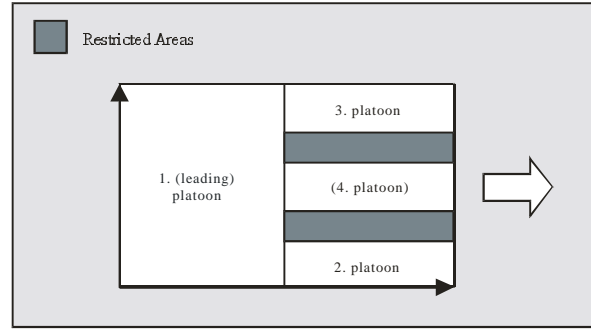 Restricted Areas
3. platoon
1. (leading)
platoon
(4. platoon)
2. platoon